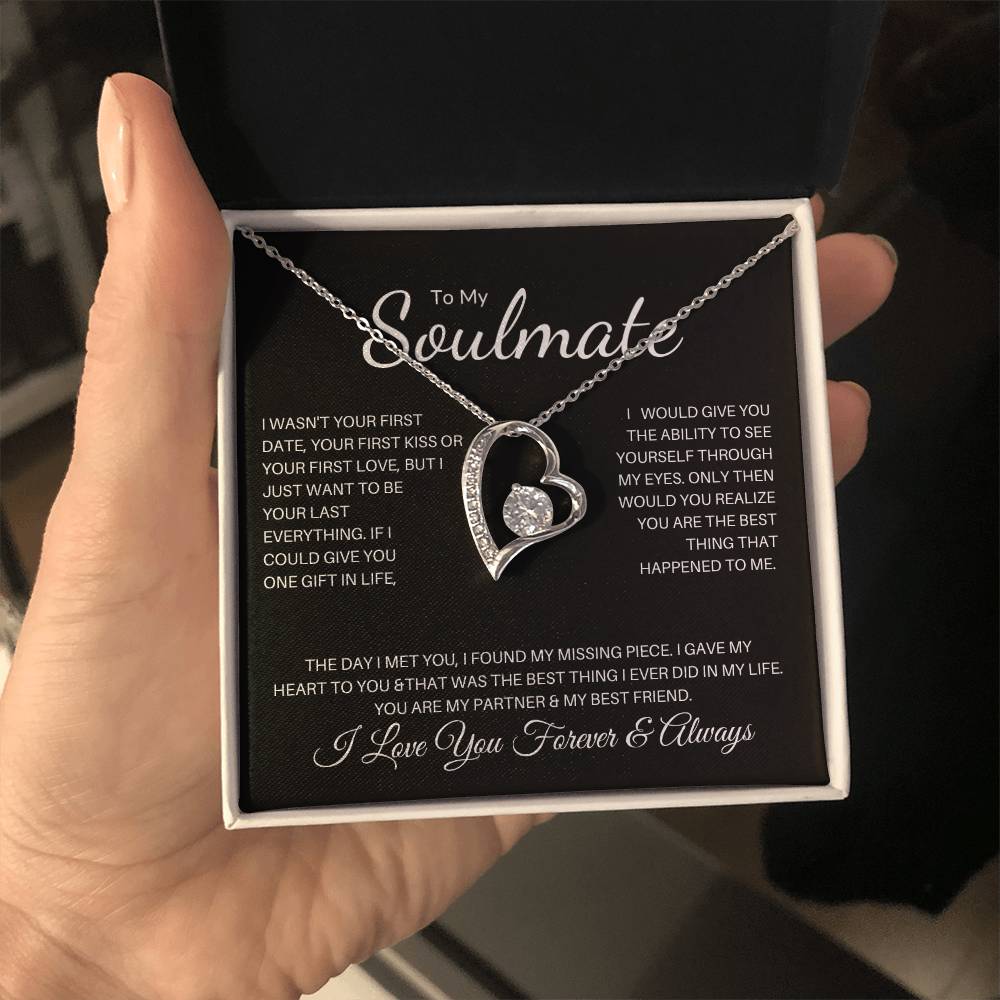 To My
Soulmate
I WASN'T YOUR FIRST
DATE, YOUR FIRST KISS OR
YOUR FIRST LOVE, BUT I
JUST WANT TO BE
YOUR LAST
EVERYTHING. IF I
COULD GIVE YOU
ONE GIFT IN LIFE,
I WOULD GIVE YOU
THE ABILITY TO SEE
YOURSELF THROUGH
MY EYES. ONLY THEN
WOULD YOU REALIZE
YOU ARE THE BEST
THING THAT
HAPPENED TO ME.
THE DAY I MET YOU, I FOUND MY MISSING PIECE. I GAVE MY
HEART TO YOU &THAT WAS THE BEST THING I EVER DID IN MY LIFE.
YOU ARE MY PARTNER & MY BEST FRIEND.
I Love You Forever & Always